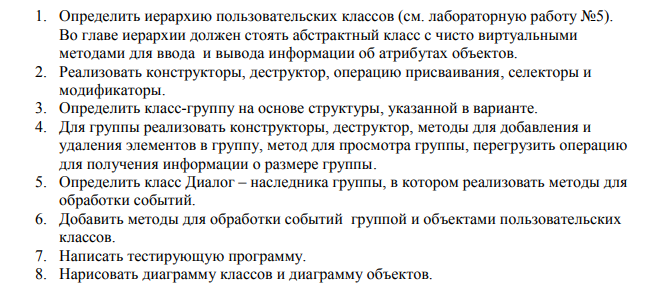 1. Определить иерархию пользовательских классов (см. лабораторную работу №5).
Во главе иерархии должен стоять абстрактный класс с чисто виртуальными
методами для ввода и вывода информации об атрибутах объектов.
2. Реализовать конструкторы, деструктор, операцию присваивания, селекторы и
модификаторы.
3. Определить класс-группу на основе структуры, указанной в варианте.
4. Для группы реализовать конструкторы, деструктор, методы для добавления и
удаления элементов в группу, метод для просмотра группы, перегрузить операцию
для получения информации о размере группы.
5. Определить класс Диалог – наследника группы, в котором реализовать методы для
обработки событий.
6. Добавить методы для обработки событий группой и объектами пользовательских
классов.
7. Написать тестирующую программу.
8. Нарисовать диаграмму классов и диаграмму объектов.